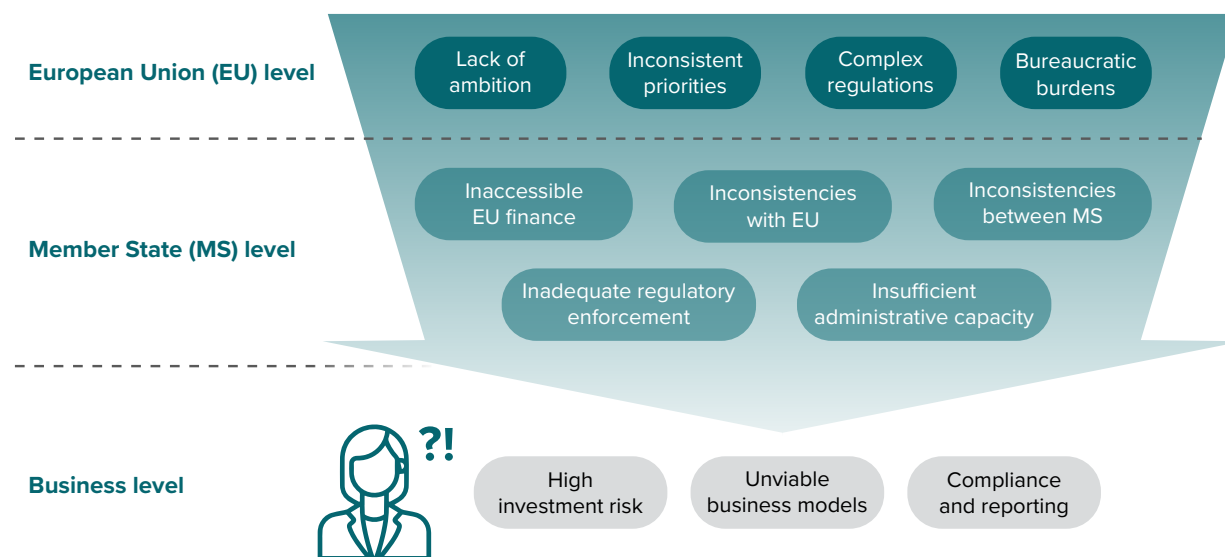 European Union (EU) level
Lack of
ambition
Inconsistent
priorities
Complex
regulations
Bureaucratic
burdens
Member State (MS) level
Inaccessible
EU finance
Inconsistencies
with EU
Inconsistencies
between MS
Inadequate regulatory
enforcement
Insufficient
administrative capacity
Business level
?!
High
investment risk
Unviable
business models
Compliance
and reporting